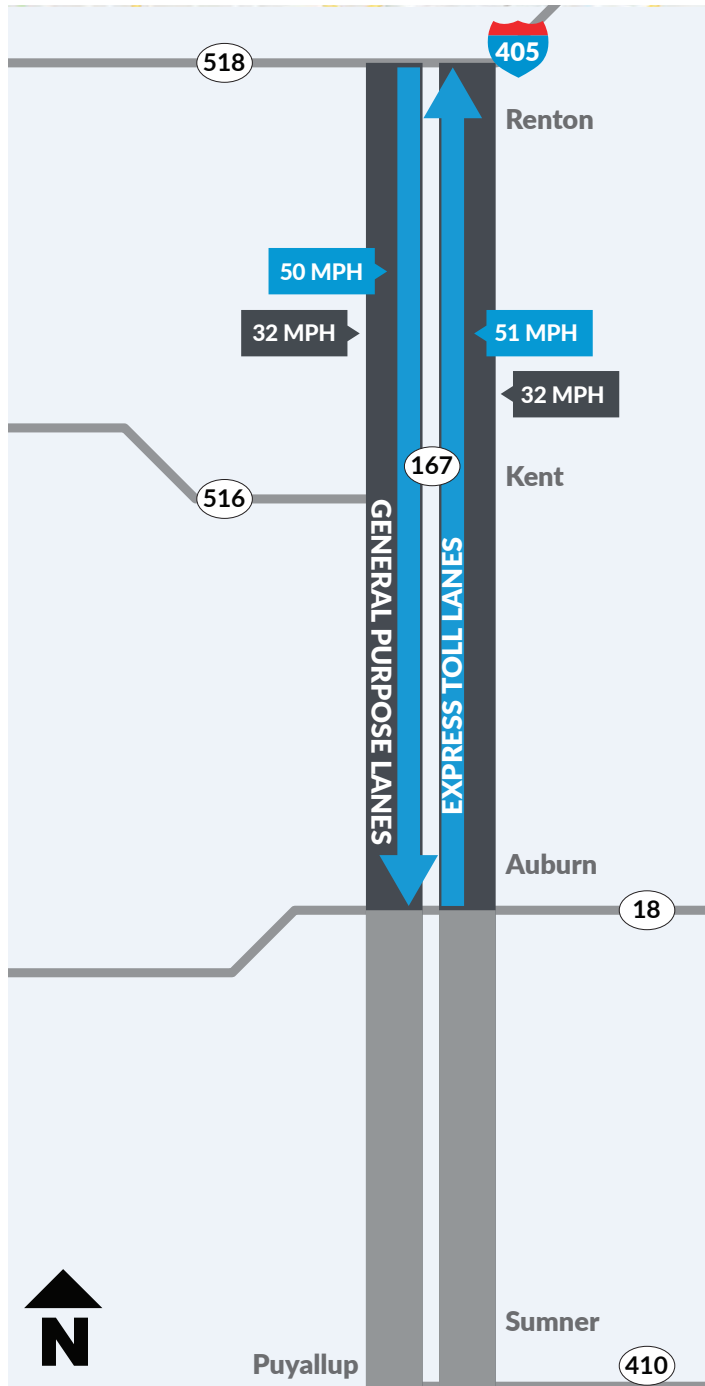 405
518
Renton
50 MPH
32 MPH
51 MPH
32 MPH
167
Kent
516
GENERAL PURPOSE LANES
EXPRESS TOLL LANES
Auburn
18
N
Sumner
Puyallup
410